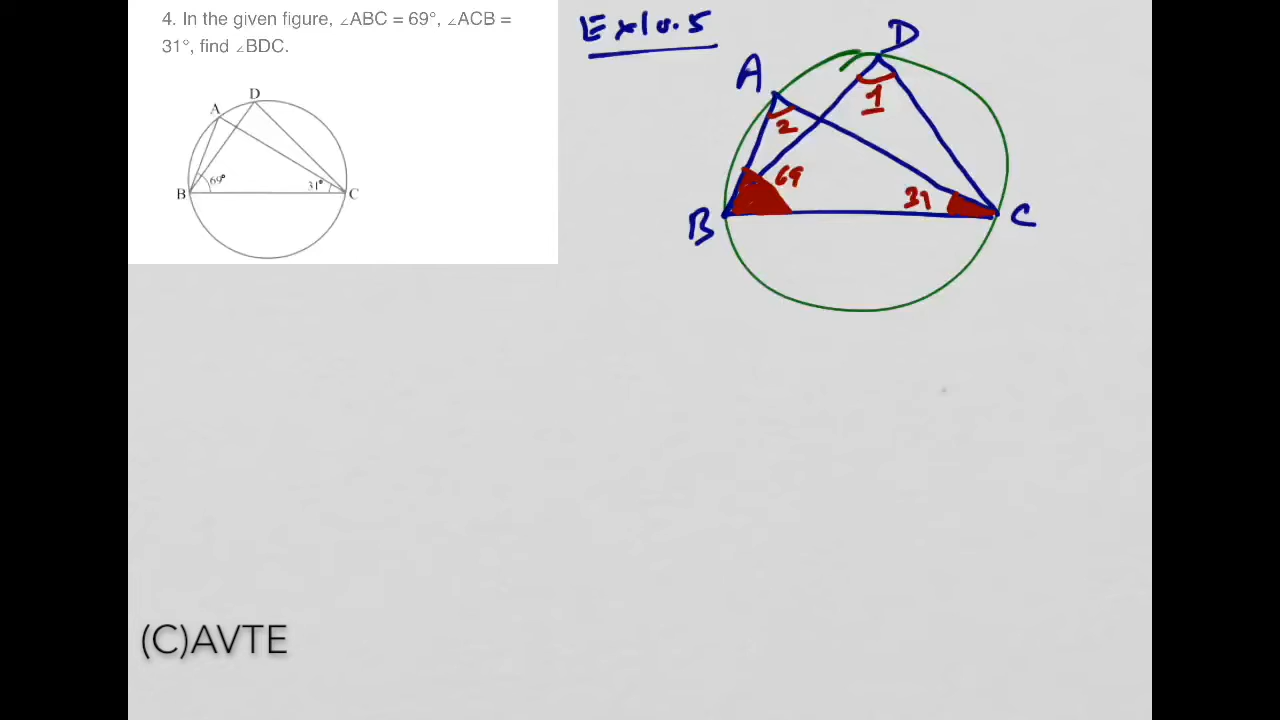 4. In the given figure, ∠ABC = 69°, ∠ACB =
31°, find ∠BDC.
Ex10.5
D
A
1
2
69
31
B
C
D
A
69°
31°
B
C
(C)AVTE